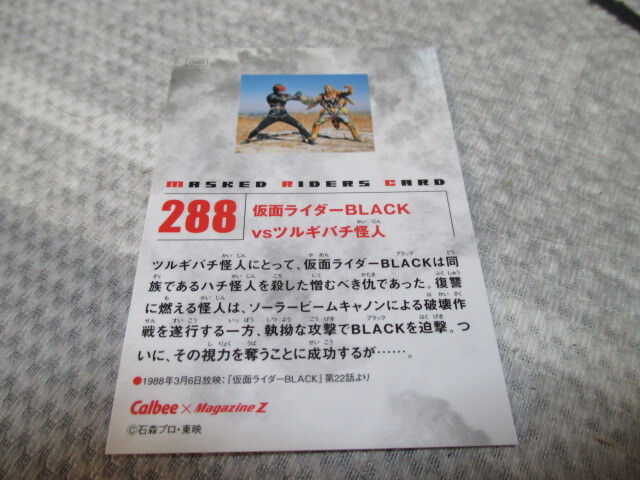 MASKED RIDERS CARD
288
仮面ライダーBLACK
vsツルギバチ怪人
ツルギバチ怪人にとって、仮面ライダーBLACKは同
族であるハチ怪人を殺した憎むべき仇であった。復讐
に燃える怪人は、ソーラービームキャノンによる破壊作
戦を遂行する一方、執拗な攻撃でBLACKを迫撃。つ
いに、その視力を奪うことに成功するが……。
●1988年3月6日放映:『仮面ライダーBLACK』第22話より
Calbee×Magazine Z
©石森プロ・東映